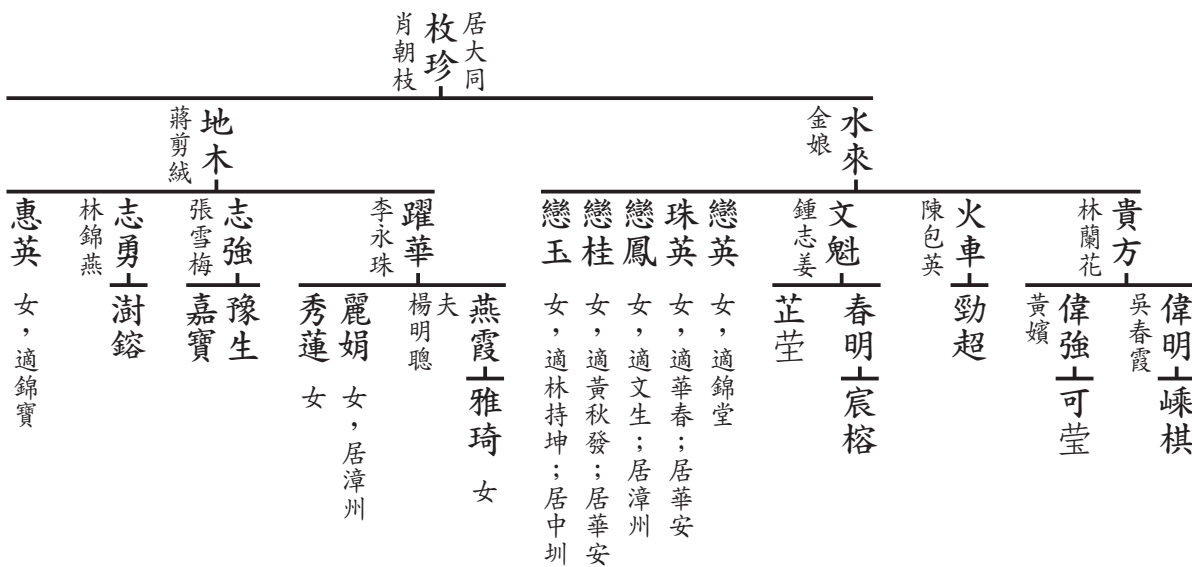 居大同
枚珍
肖朝枝
水來
金娘
地木
蔣剪絨
貴方
林蘭花
火車
陳包英
文魁
鍾志姜
戀英 女，適錦堂
珠英 女，適華春；居華安
戀鳳 女，適文生；居漳州
戀桂 女，適黃秋發；居華安
戀玉 女，適林持坤；居中圳
躍華
李永珠
志強
張雪梅
志勇
林錦燕
惠英 女，適錦寶
偉明
吳春霞
偉強
黃嬪
勁超
春明
芷莹
燕霞
夫楊明聰
麗娟 女，居漳州
秀蓮 女
豫生
嘉寶
澍鎔
嵊棋
可莹
宸榕
雅琦 女